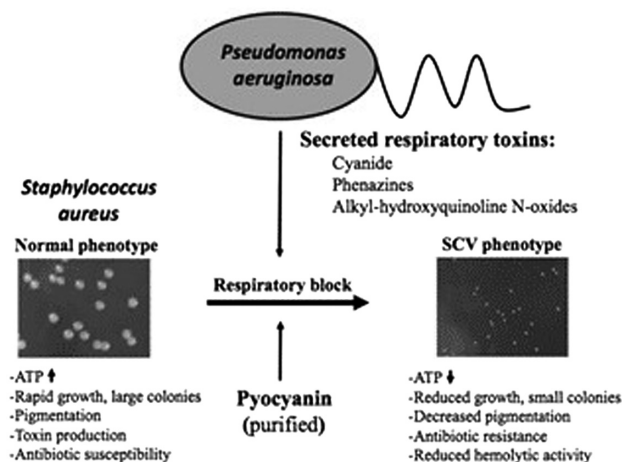 Pseudomonas
aeruginosa
Secreted respiratory toxins:
Cyanide
Phenazines
Alkyl-hydroxyquinoline N-oxides
Staphylococcus
aureus
Normal phenotype
SCV phenotype
Respiratory block
-ATP ⬆
-Rapid growth, large colonies
-Pigmentation
-Toxin production
-Antibiotic susceptibility
Pyocyanin
(purified)
-ATP ⬇
-Reduced growth, small colonies
-Decreased pigmentation
-Antibiotic resistance
-Reduced hemolytic activity